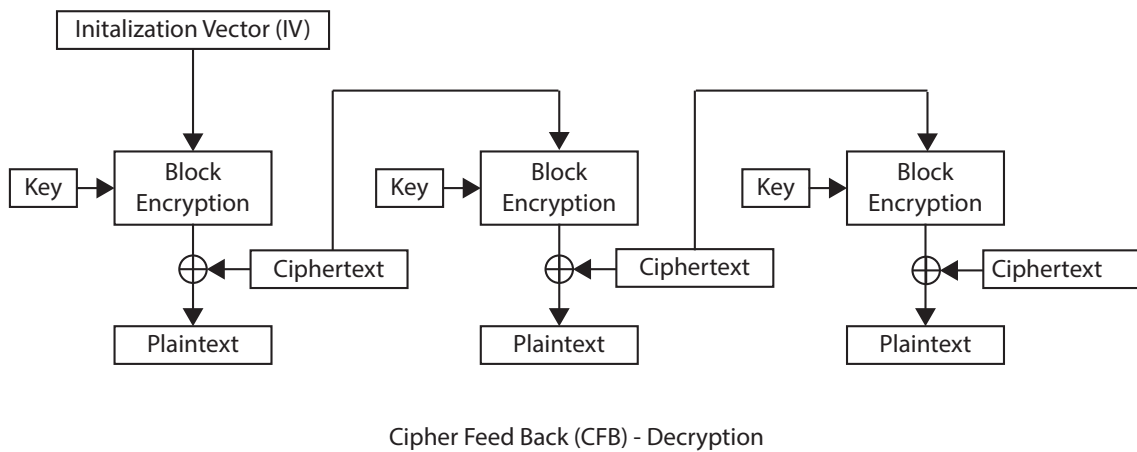 Initalization Vector (IV)
Key
Block
Encryption
Key
Block
Encryption
Key
Block
Encryption
Ciphertext
Ciphertext
Ciphertext
Plaintext
Plaintext
Plaintext
Cipher Feed Back (CFB) - Decryption